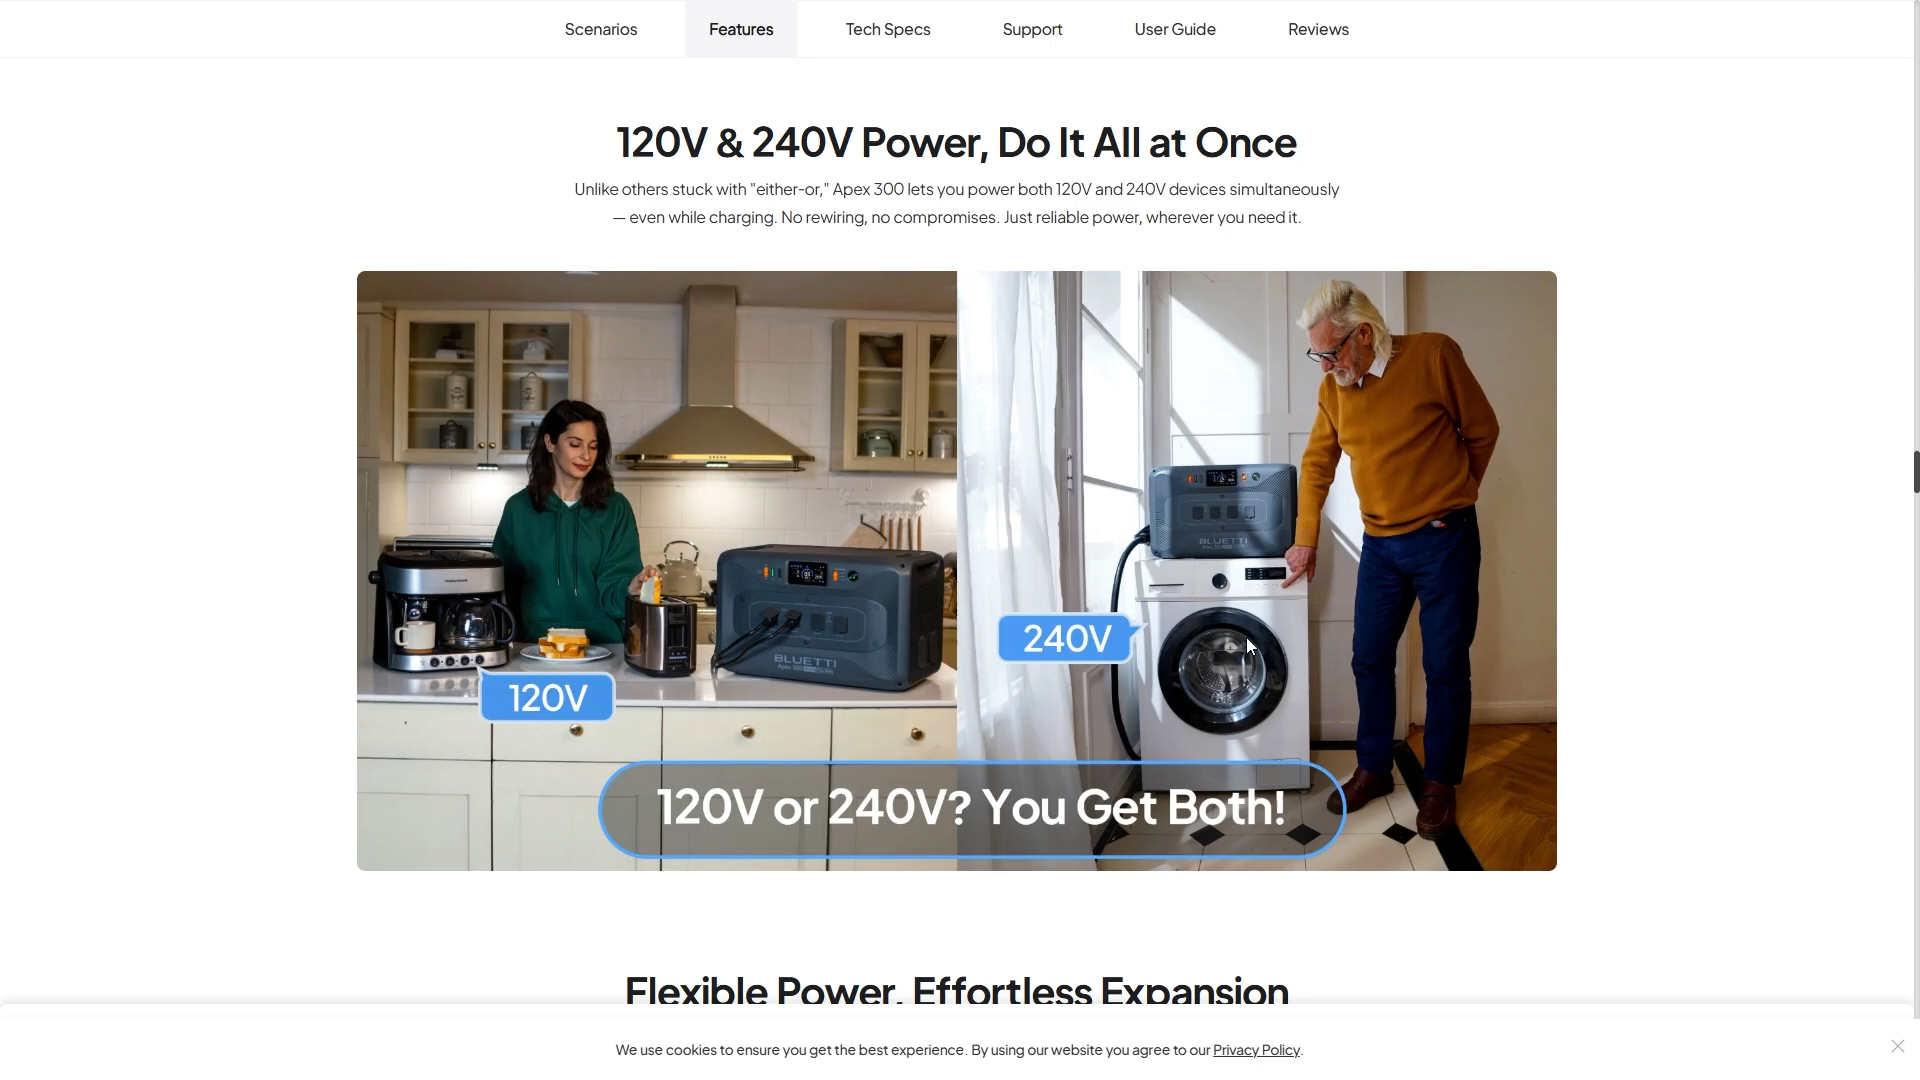 Scenarios
Features
Tech Specs
Support
User Guide
Reviews
120V & 240V Power, Do It All at Once
Unlike others stuck with "either-or," Apex 300 lets you power both 120V and 240V devices simultaneously
— even while charging. No rewiring, no compromises. Just reliable power, wherever you need it.
BLUETTI
Apex 300
BLUETTI
240V
120V
120V or 240V? You Get Both!
Flexible Power, Effortless Expansion
We use cookies to ensure you get the best experience. By using our website you agree to our Privacy Policy.